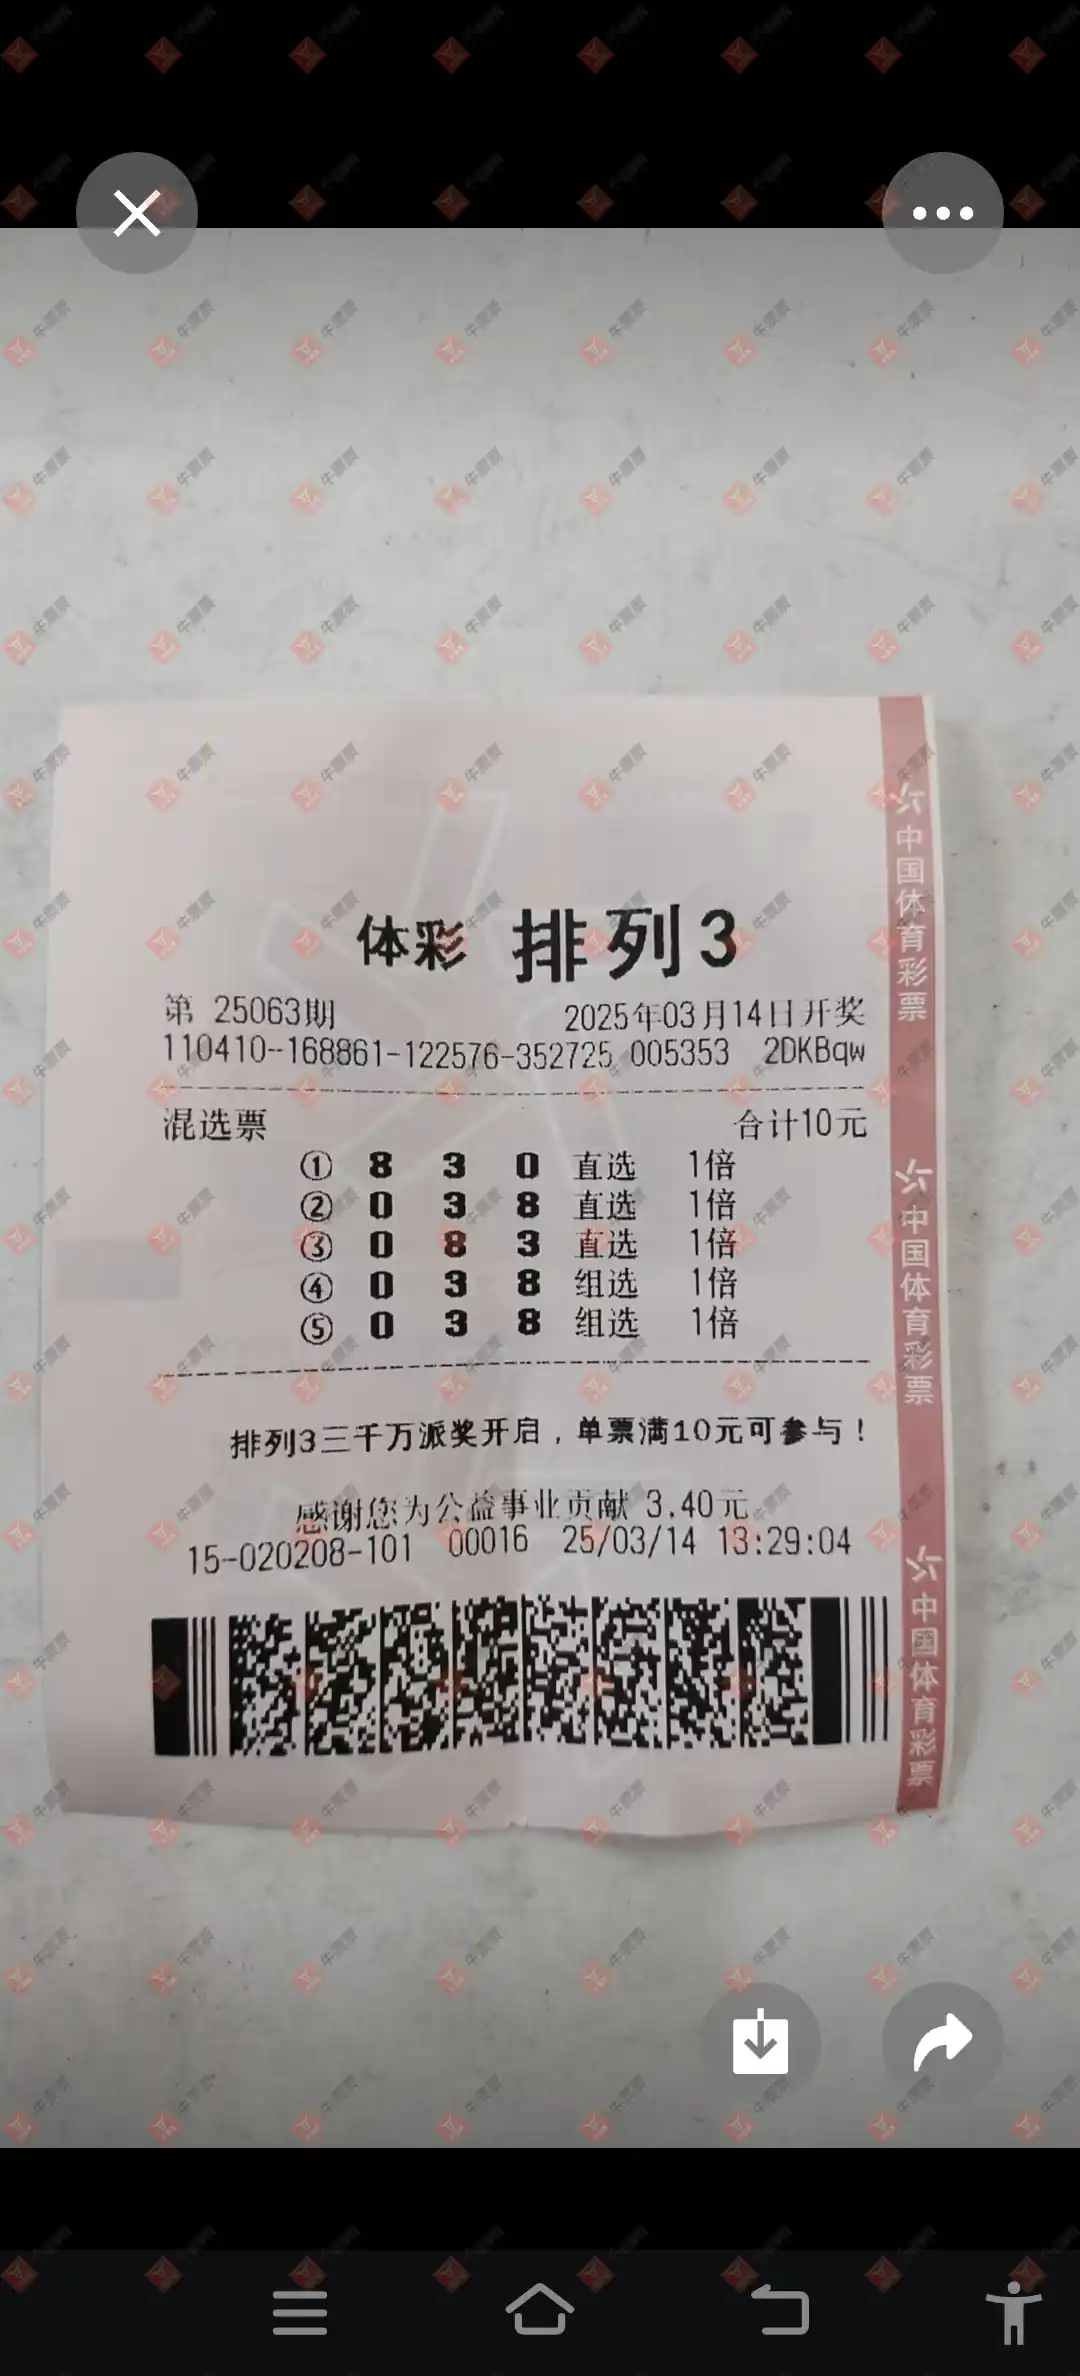 体彩 排列3
第 25063期 2025年03月14日开奖
110410-168861-122576-352725 005353 2DKBqw
混选票 合计10元
① 8 3 0 直选 1倍
② 0 3 8 直选 1倍
③ 0 8 3 直选 1倍
④ 0 3 8 组选 1倍
⑤ 0 3 8 组选 1倍
排列3三千万派奖开启，单票满10元可参与！
感谢您为公益事业贡献 3.40元
15-020208-101 00016 25/03/14 13:29:04
中国体育彩票
中国体育彩票
中国体育彩票